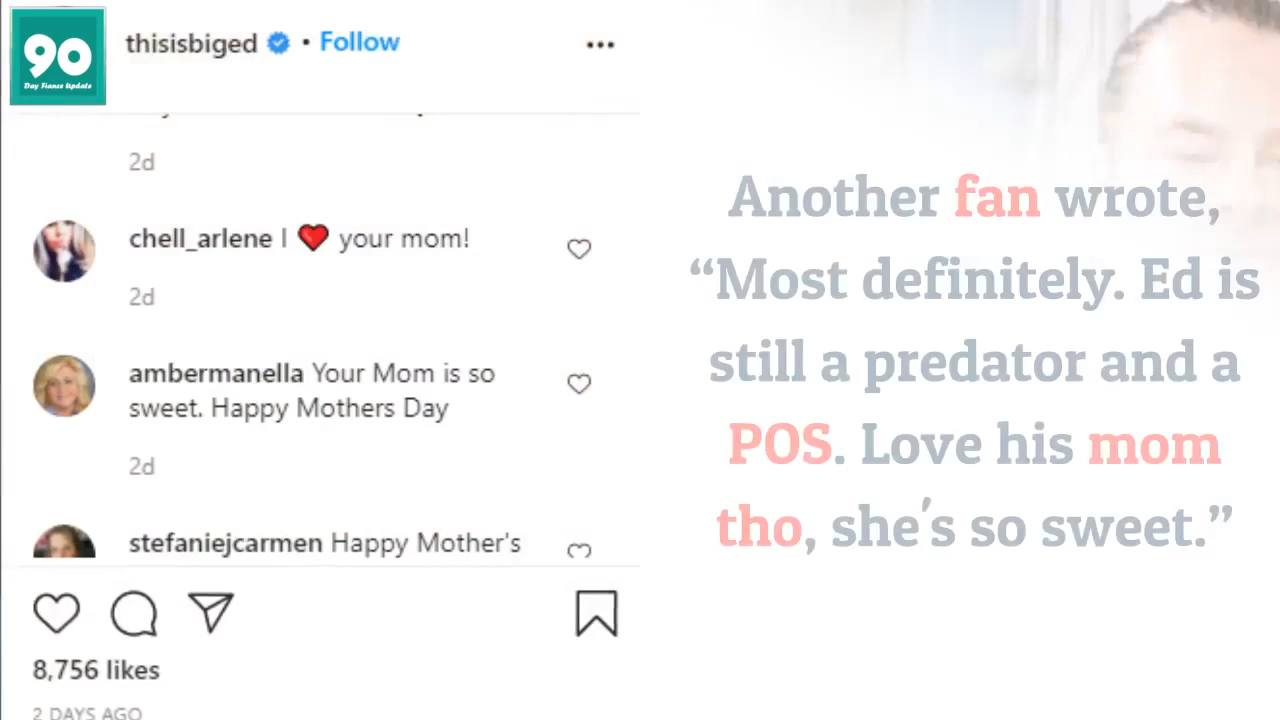 90
Day Fiance Update
thisisbiged • Follow
2d
chell_arlene I ❤️ your mom!
2d
ambermanella Your Mom is so
sweet. Happy Mothers Day
2d
stefaniejcarmen Happy Mother's
8,756 likes
2 DAYS AGO
Another fan wrote,
“Most definitely. Ed is
still a predator and a
POS. Love his mom
tho, she's so sweet.”